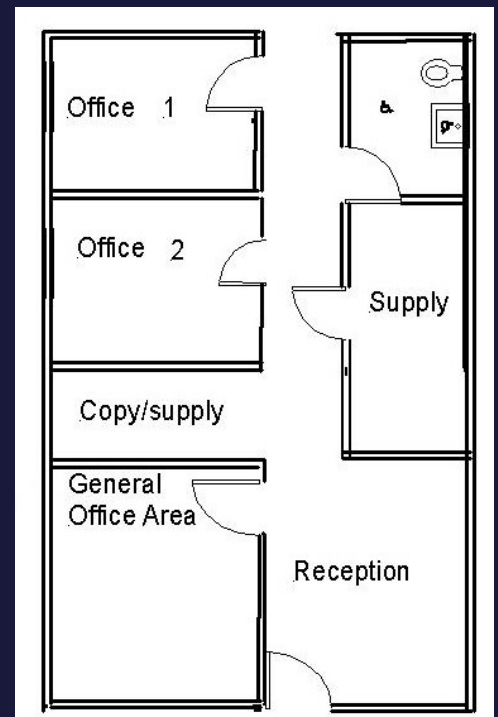 Office 1
Office 2
Supply
Copy/supply
General
Office Area
Reception